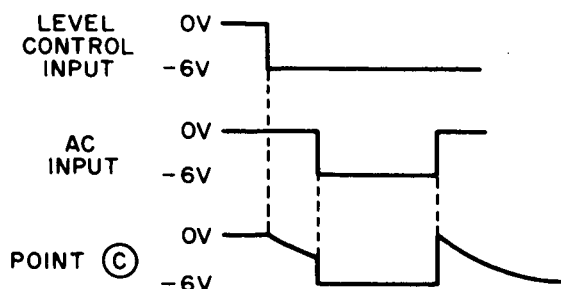 LEVEL
CONTROL
INPUT
0V
-6V
AC
INPUT
0V
-6V
POINT C
0V
-6V